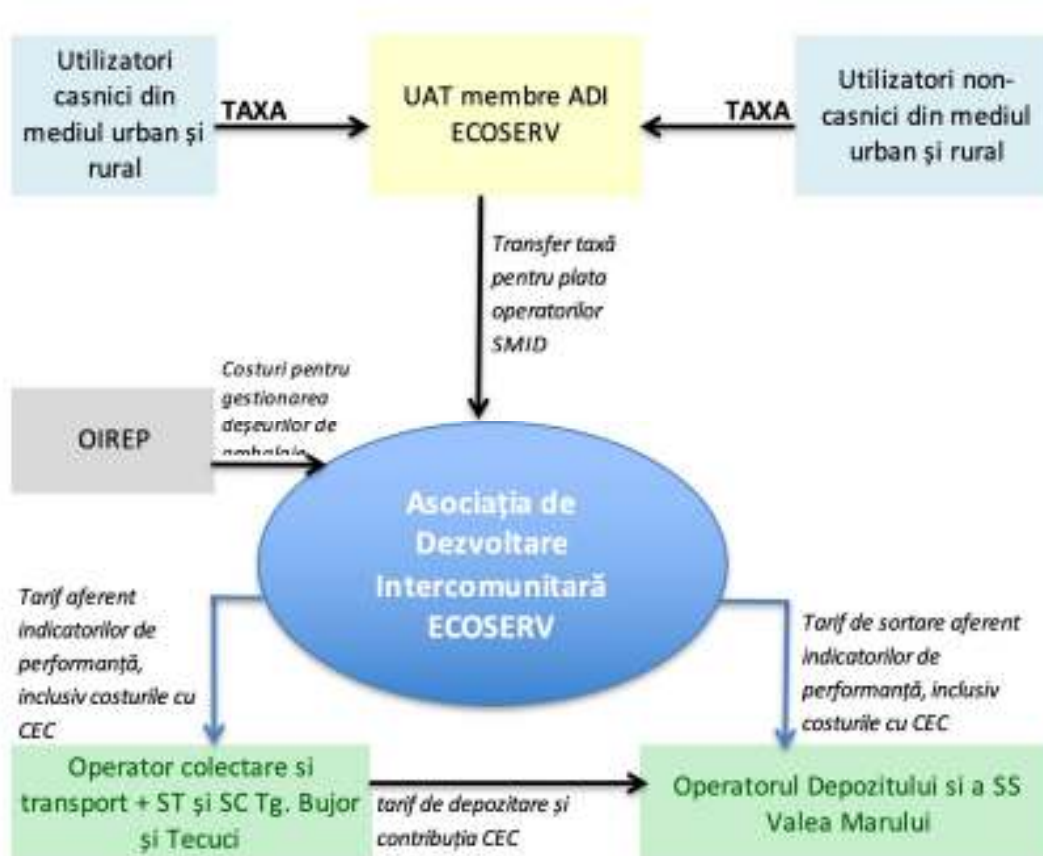 Utilizatori
casnici din
mediul urban și
rural
TAXA
UAT membre ADI
ECOSERV
TAXA
Utilizatori non-
casnici din mediul
urban și rural
Transfer taxă
pentru plata
operatorilor
SMID
OIREP
Costuri pentru
gestionarea
deșeurilor de
Asociația de
Dezvoltare
Intercomunitară
ECOSERV
Tarif aferent
indicatorilor de
performanță,
inclusiv costurile cu
CEC
Tarif de sortare aferent
indicatorilor de
performanță, inclusiv
costurile cu CEC
Operator colectare si
transport + ST și SC Tg. Bujor
și Tecuci
tarif de depozitare și
contribuția CEC
Operatorul Depozitului si a SS
Valea Marului